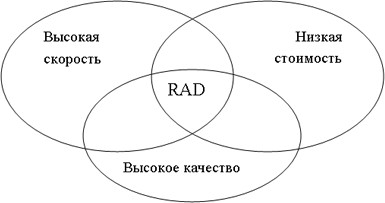 Высокая
скорость
Низкая
стоимость
RAD
Высокое качество